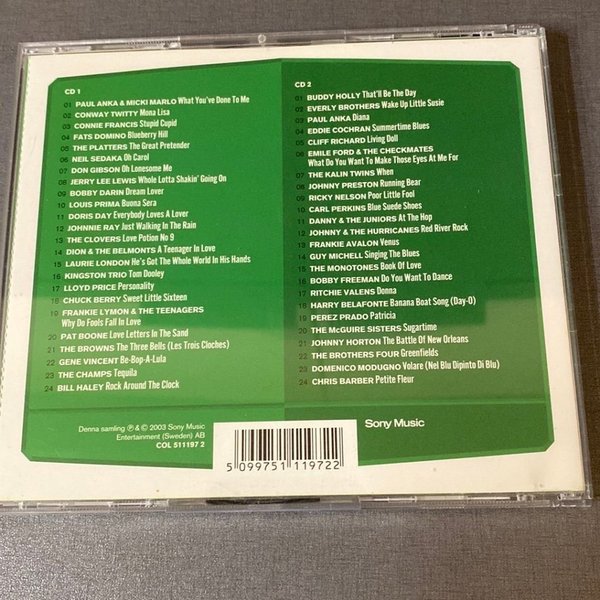 CD 1
01 PAUL ANKA & MICKI MARLO What You've Done To Me
02 CONWAY TWITTY Mona Lisa
03 CONNIE FRANCIS Stupid Cupid
04 FATS DOMINO Blueberry Hill
05 THE PLATTERS The Great Pretender
06 NEIL SEDAKA Oh Carol
07 DON GIBSON Oh Lonesome Me
08 JERRY LEE LEWIS Whole Lotta Shakin' Going On
09 BOBBY DARIN Dream Lover
10 LOUIS PRIMA Buona Sera
11 DORIS DAY Everybody Loves A Lover
12 JOHNNIE RAY Just Walking In The Rain
13 THE CLOVERS Love Potion No 9
14 DION & THE BELMONTS A Teenager In Love
15 LAURIE LONDON He's Got The Whole World In His Hands
16 KINGSTON TRIO Tom Dooley
17 LLOYD PRICE Personality
18 CHUCK BERRY Sweet Little Sixteen
19 FRANKIE LYMON & THE TEENAGERS
Why Do Fools Fall In Love
20 PAT BOONE Love Letters In The Sand
21 THE BROWNS The Three Bells (Les Trois Cloches)
22 GENE VINCENT Be-Bop-A-Lula
23 THE CHAMPS Tequila
24 BILL HALEY Rock Around The Clock
CD 2
01 BUDDY HOLLY That'll Be The Day
02 EVERLY BROTHERS Wake Up Little Susie
03 PAUL ANKA Diana
04 EDDIE COCHRAN Summertime Blues
05 CLIFF RICHARD Living Doll
06 EMILE FORD & THE CHECKMATES
What Do You Want To Make Those Eyes At Me For
07 THE KALIN TWINS When
08 JOHNNY PRESTON Running Bear
09 RICKY NELSON Poor Little Fool
10 CARL PERKINS Blue Suede Shoes
11 DANNY & THE JUNIORS At The Hop
12 JOHNNY & THE HURRICANES Red River Rock
13 FRANKIE AVALON Venus
14 GUY MICHELL Singing The Blues
15 THE MONOTONES Book Of Love
16 BOBBY FREEMAN Do You Want To Dance
17 RITCHIE VALENS Donna
18 HARRY BELAFONTE Banana Boat Song (Day-O)
19 PEREZ PRADO Patricia
20 THE McGUIRE SISTERS Sugartime
21 JOHNNY HORTON The Battle Of New Orleans
22 THE BROTHERS FOUR Greenfields
23 DOMENICO MODUGNO Volare (Nel Blu Dipinto Di Blu)
24 CHRIS BARBER Petite Fleur
Denna samling ℗ & © 2003 Sony Music
Entertainment (Sweden) AB
COL 511197 2
5 099751 119722
Sony Music